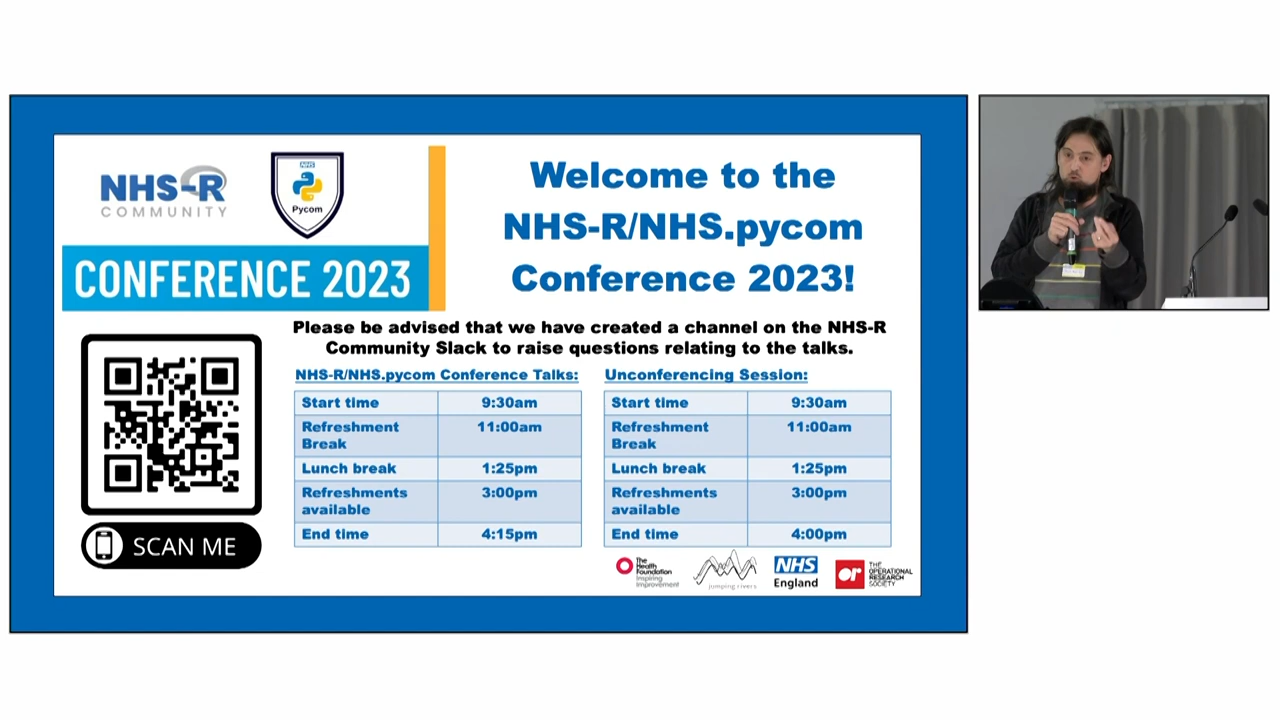 NHS-R
COMMUNITY
NHS
Pycom
CONFERENCE 2023
Welcome to the
NHS-R/NHS.pycom
Conference 2023!
Please be advised that we have created a channel on the NHS-R
Community Slack to raise questions relating to the talks.
SCAN ME
NHS-R/NHS.pycom Conference Talks:
Start time 9:30am
Refreshment 11:00am
Break
Lunch break 1:25pm
Refreshments 3:00pm
available
End time 4:15pm
Unconferencing Session:
Start time 9:30am
Refreshment 11:00am
Break
Lunch break 1:25pm
Refreshments 3:00pm
available
End time 4:00pm
The
Health
Foundation
Inspiring
Improvement
jumping rivers
NHS
England
or
THE
OPERATIONAL
RESEARCH
SOCIETY